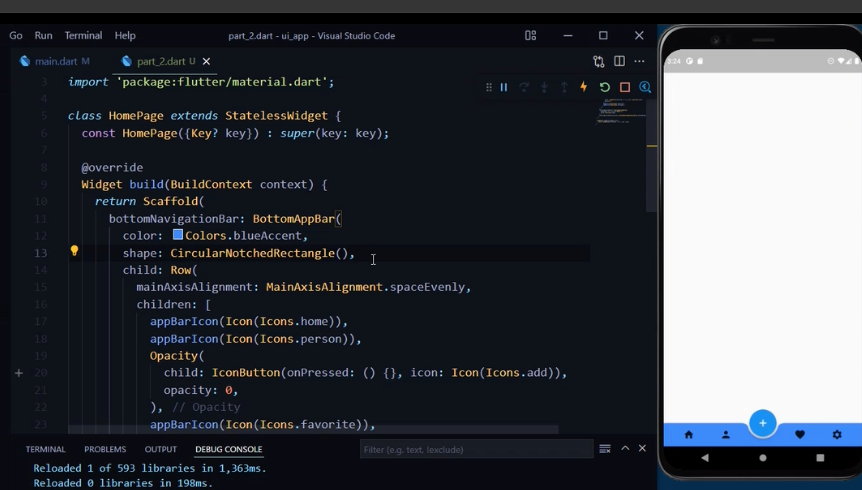 Go Run Terminal Help part_2.dart - ui_app - Visual Studio Code
main.dart M part_2.dart U
3 import 'package:flutter/material.dart';
4
5 class HomePage extends StatelessWidget {
6 const HomePage({Key? key}) : super(key: key);
7
8 @override
9 Widget build(BuildContext context) {
10 return Scaffold(
11 bottomNavigationBar: BottomAppBar(
12 color: Colors.blueAccent,
13 shape: CircularNotchedRectangle(),
14 child: Row(
15 mainAxisAlignment: MainAxisAlignment.spaceEvenly,
16 children: [
17 appBarIcon(Icon(Icons.home)),
18 appBarIcon(Icon(Icons.person)),
19 Opacity(
20 child: IconButton(onPressed: () {}, icon: Icon(Icons.add)),
21 opacity: 0,
22 ), // Opacity
23 appBarIcon(Icon(Icons.favorite)),
TERMINAL PROBLEMS OUTPUT DEBUG CONSOLE Filter (e.g. text, !exclude)
Reloaded 1 of 593 libraries in 1,363ms.
Reloaded 0 libraries in 198ms.